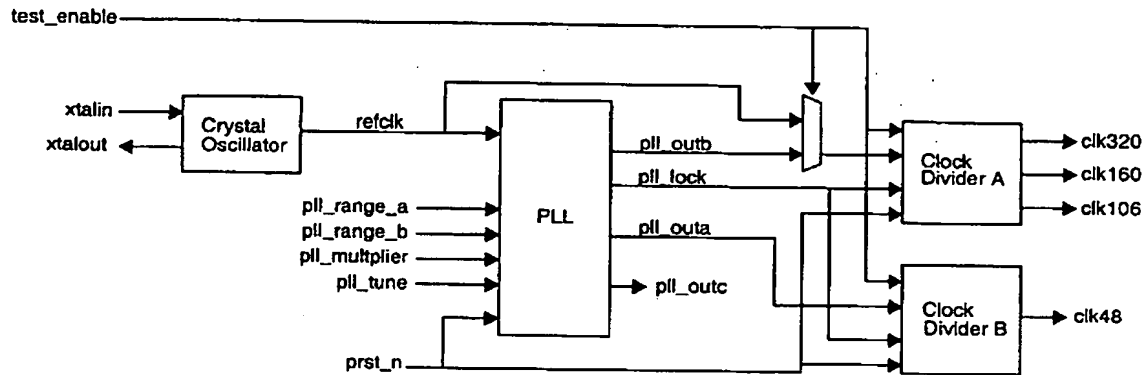 test_enable
xtalin
xtalout
Crystal
Oscillator
refclk
pll_range_a
pll_range_b
pll_multplier
pll_tune
prst_n
PLL
pll_outb
pll_lock
pll_outa
pll_outc
Clock
Divider A
clk320
clk160
clk106
Clock
Divider B
clk48